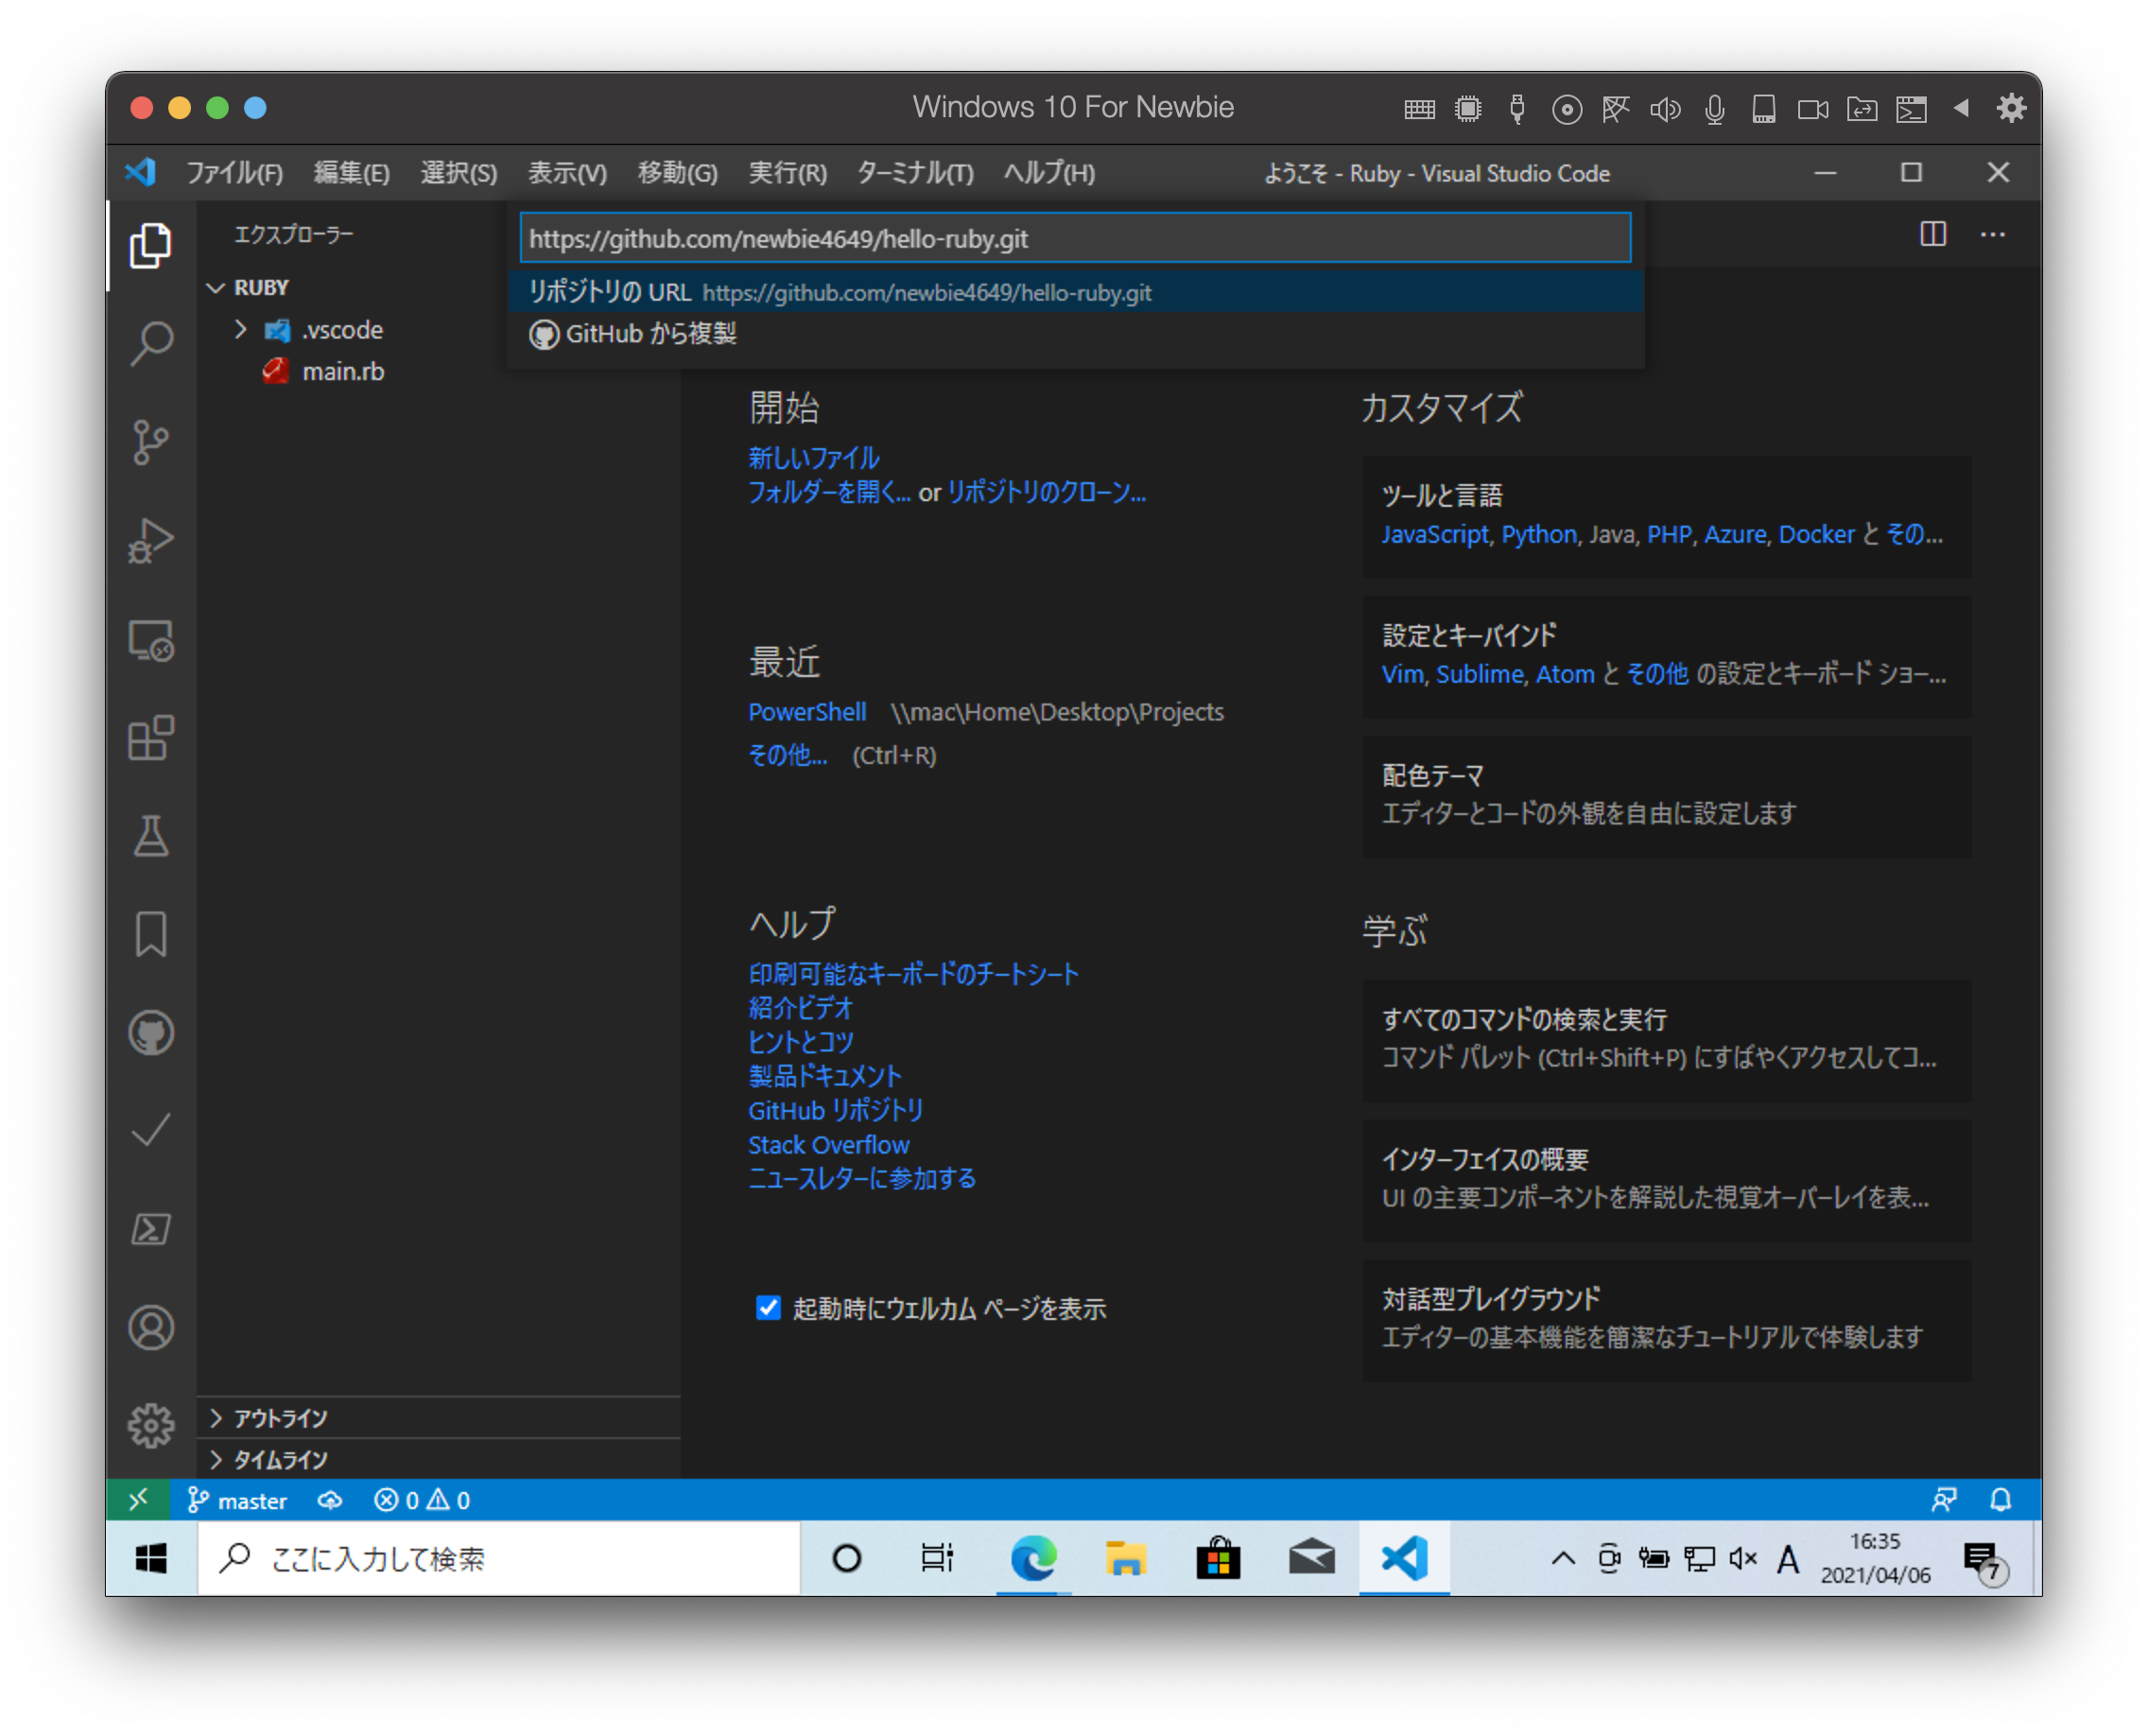 Windows 10 For Newbie
ファイル(F) 編集(E) 選択(S) 表示(V) 移動(G) 実行(R) ターミナル(T) ヘルプ(H) ようこそ - Ruby - Visual Studio Code
エクスプローラー
https://github.com/newbie4649/hello-ruby.git
リポジトリの URL https://github.com/newbie4649/hello-ruby.git
GitHub から複製
RUBY
.vscode
main.rb
開始
新しいファイル
フォルダーを開く... or リポジトリのクローン...
最近
PowerShell \\mac\Home\Desktop\Projects
その他... (Ctrl+R)
ヘルプ
印刷可能なキーボードのチートシート
紹介ビデオ
ヒントとコツ
製品ドキュメント
GitHub リポジトリ
Stack Overflow
ニュースレターに参加する
起動時にウェルカム ページを表示
カスタマイズ
ツールと言語
JavaScript, Python, Java, PHP, Azure, Docker と その...
設定とキーバインド
Vim, Sublime, Atom と その他 の設定とキーボード ショー...
配色テーマ
エディターとコードの外観を自由に設定します
学ぶ
すべてのコマンドの検索と実行
コマンド パレット (Ctrl+Shift+P) にすばやくアクセスしてコ...
インターフェイスの概要
UI の主要コンポーネントを解説した視覚オーバーレイを表...
対話型プレイグラウンド
エディターの基本機能を簡潔なチュートリアルで体験します
アウトライン
タイムライン
master 0 0
ここに入力して検索
A
16:35
2021/04/06
7